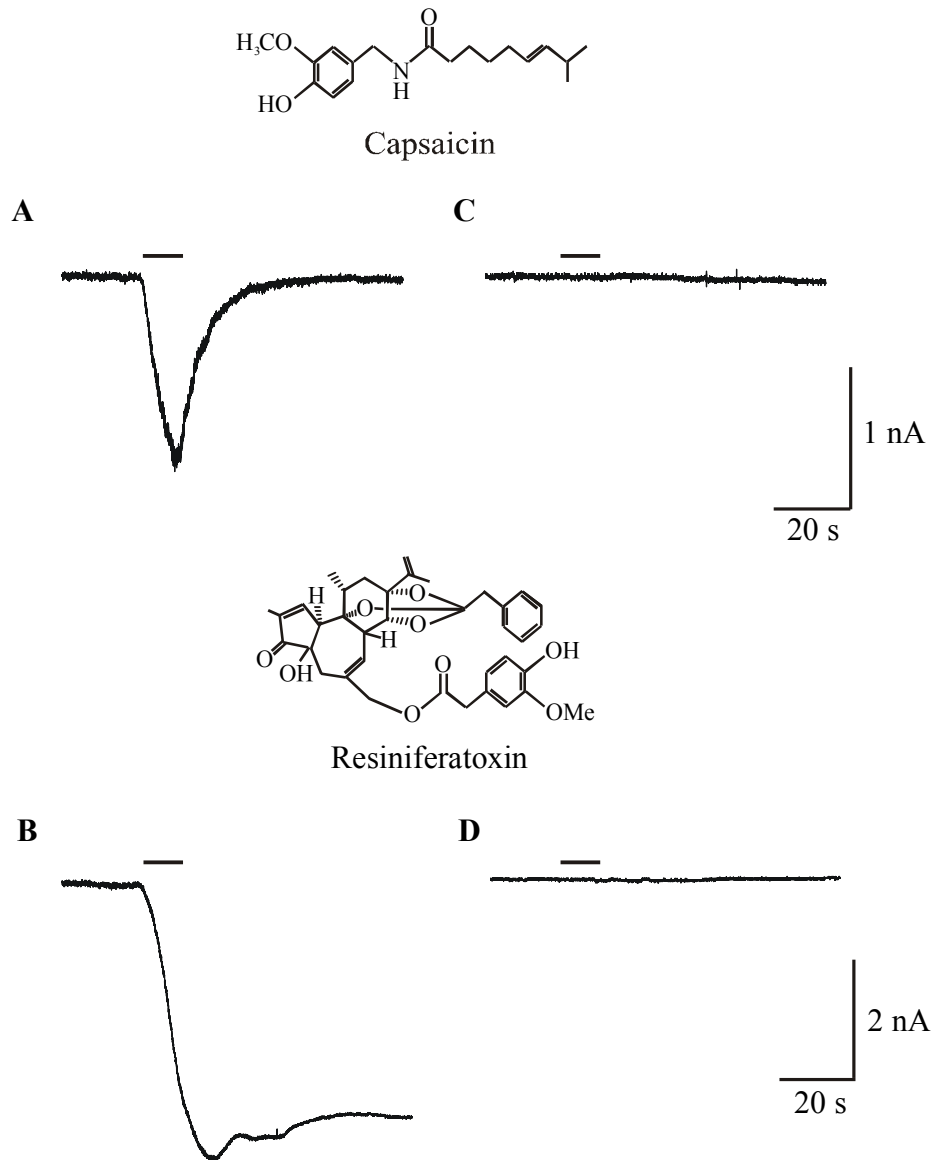 O
H₃CO
N
H
HO
Capsaicin
A
C
1 nA
20 s
H
O
O
O
H
O
OH
O
OH
O
OMe
Resiniferatoxin
B
D
2 nA
20 s